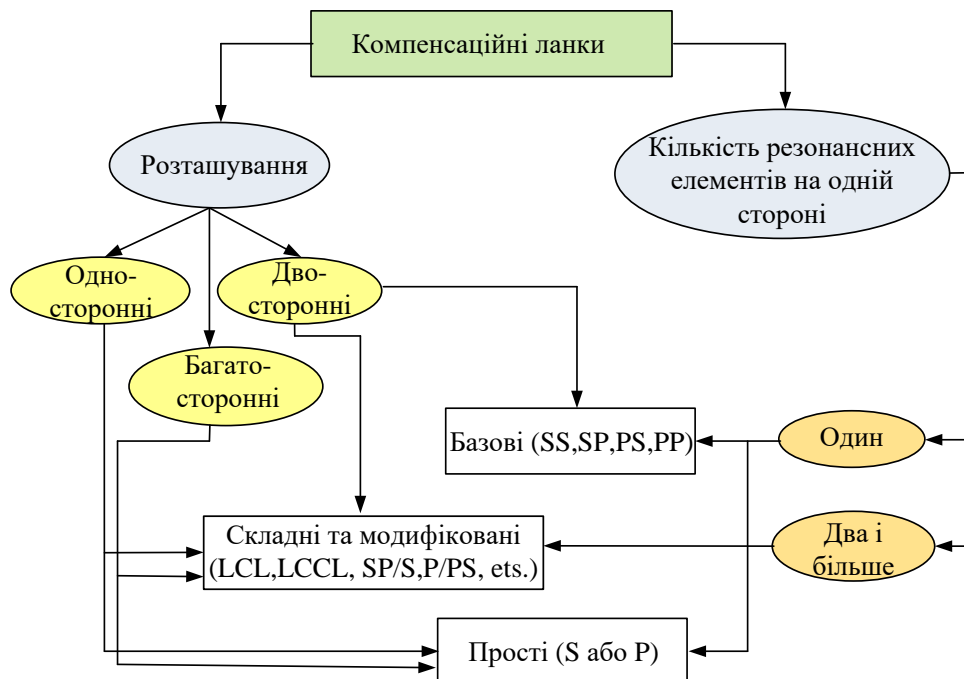 Компенсаційні ланки
Розташування
Кількість резонансних
елементів на одній
стороні
Одно-
сторонні
Дво-
сторонні
Багато-
сторонні
Базові (SS,SP,PS,PP)
Один
Складні та модифіковані
(LCL,LCCL, SP/S,P/PS, ets.)
Два і
більше
Прості (S або P)